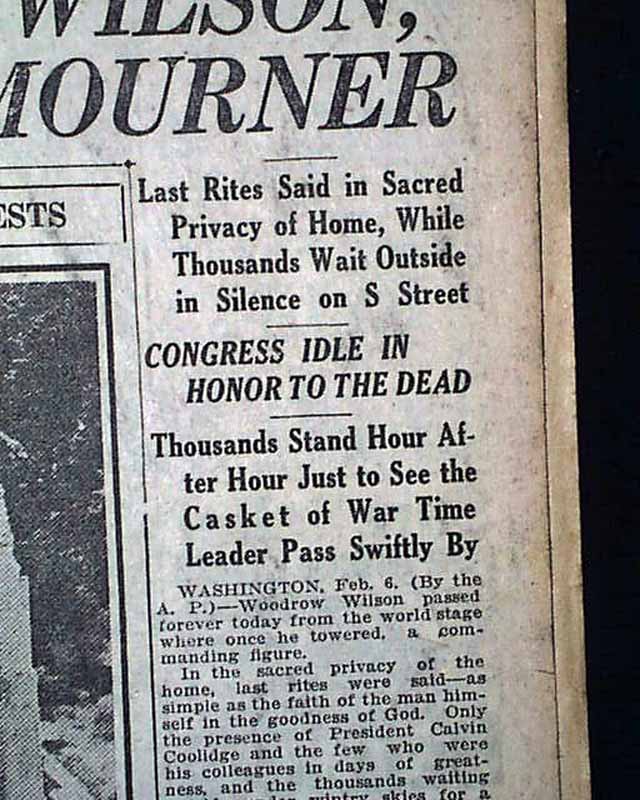 WILSON,
MOURNER
ESTS
Last Rites Said in Sacred
Privacy of Home, While
Thousands Wait Outside
in Silence on S Street
CONGRESS IDLE IN
HONOR TO THE DEAD
Thousands Stand Hour Af-
ter Hour Just to See the
Casket of War Time
Leader Pass Swiftly By
WASHINGTON, Feb. 6. (By the
A. P.)—Woodrow Wilson passed
forever today from the world stage
where once he towered, a com-
manding figure.
In the sacred privacy of the
home, last rites were said—as
simple as the faith of the man him-
self in the goodness of God. Only
the presence of President Calvin
Coolidge and the few who were
his colleagues in days of great-
ness, and the thousands waiting
wintry skies for a